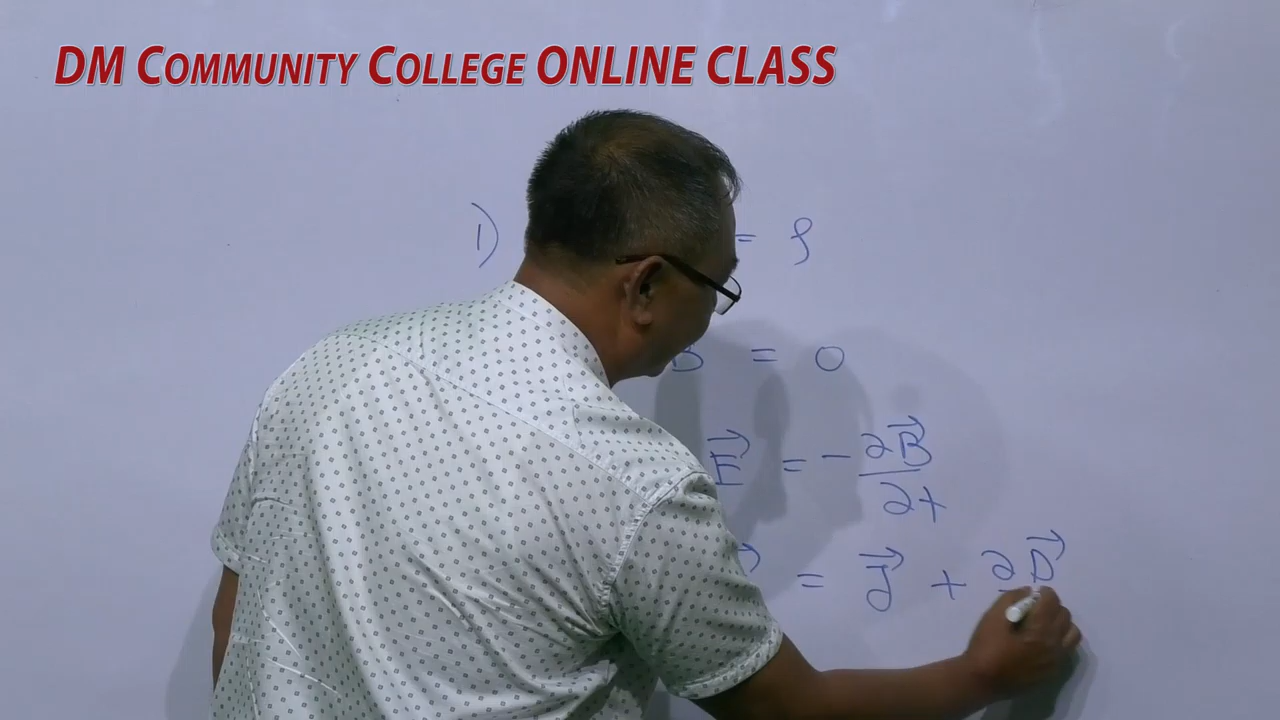 DM COMMUNITY COLLEGE ONLINE CLASS
1) = ρ
B = 0
E⃗ = - ∂B⃗ / ∂t
= J⃗ + ∂D⃗